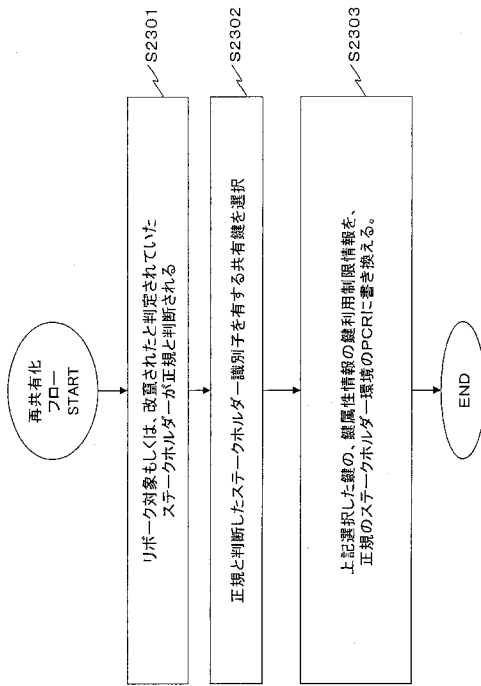 再共有化
フロー
START
リボーク対象もしくは、改竄されたと判定されていた
ステークホルダーが正規と判断される
S2301
正規と判断したステークホルダー識別子を有する共有鍵を選択
S2302
上記選択した鍵の、鍵属性情報の鍵利用制限情報を、
正規のステークホルダー環境のPCRに書き換える。
S2303
END